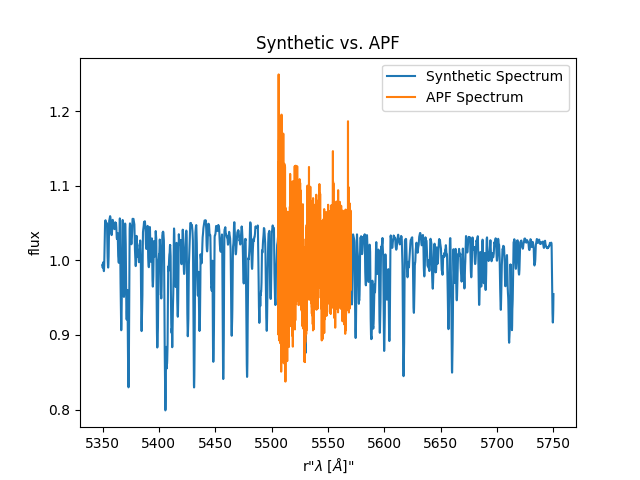 Synthetic vs. APF
Synthetic Spectrum
APF Spectrum
1.2
1.1
1.0
0.9
0.8
flux
5350 5400 5450 5500 5550 5600 5650 5700 5750
r"λ [Å]"